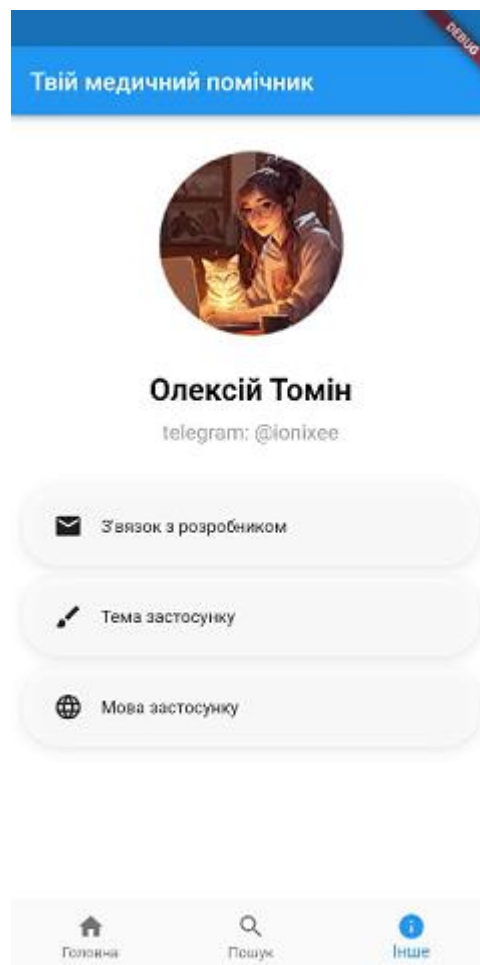 DEBUG
Твій медичний помічник
Олексій Томін
telegram: @ionixee
З'вязок з розробником
Тема застосунку
Мова застосунку
Головна
Пошук
Інше